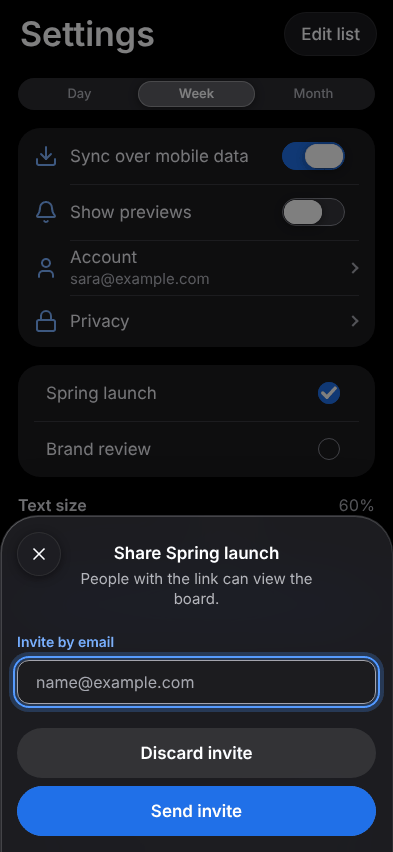 Settings
Edit list
Day
Week
Month
Sync over mobile data
Show previews
Account
sara@example.com
Privacy
Spring launch
Brand review
Text size
60%
Share Spring launch
People with the link can view the
board.
Invite by email
name@example.com
Discard invite
Send invite